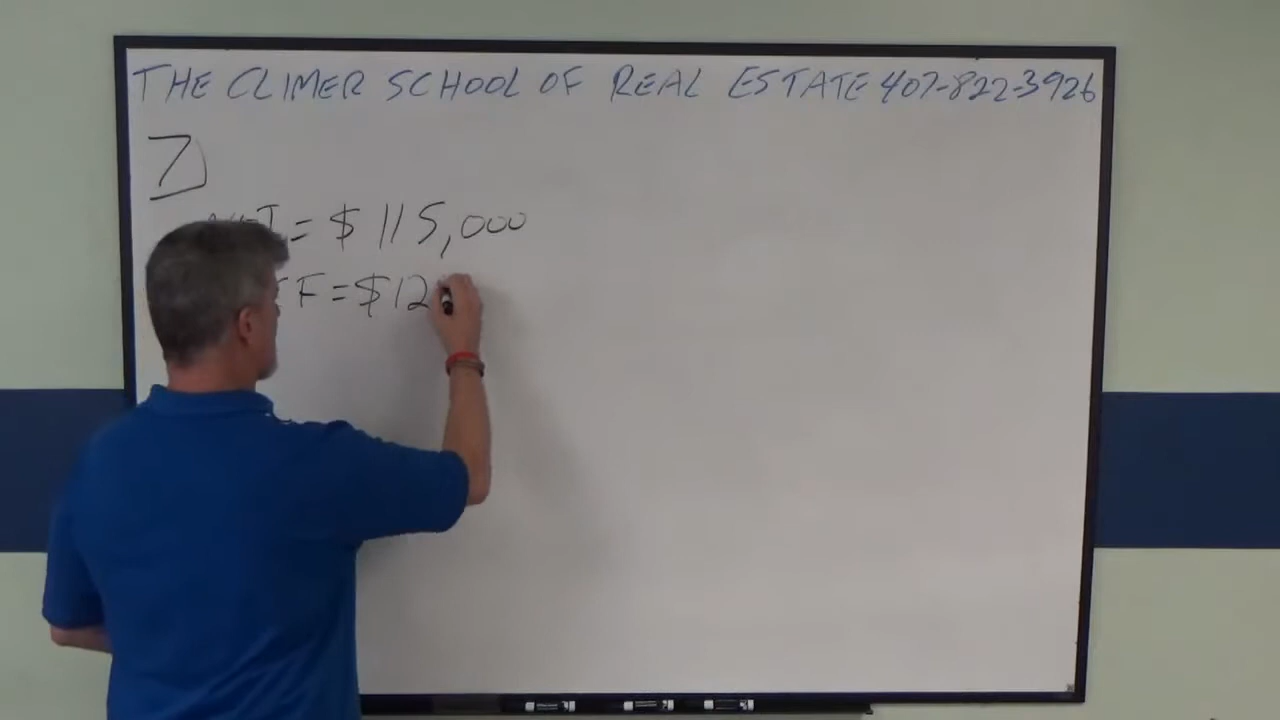 THE CLIMER SCHOOL OF REAL ESTATE 407-822-3926
7)
= $ 115,000
F = $12